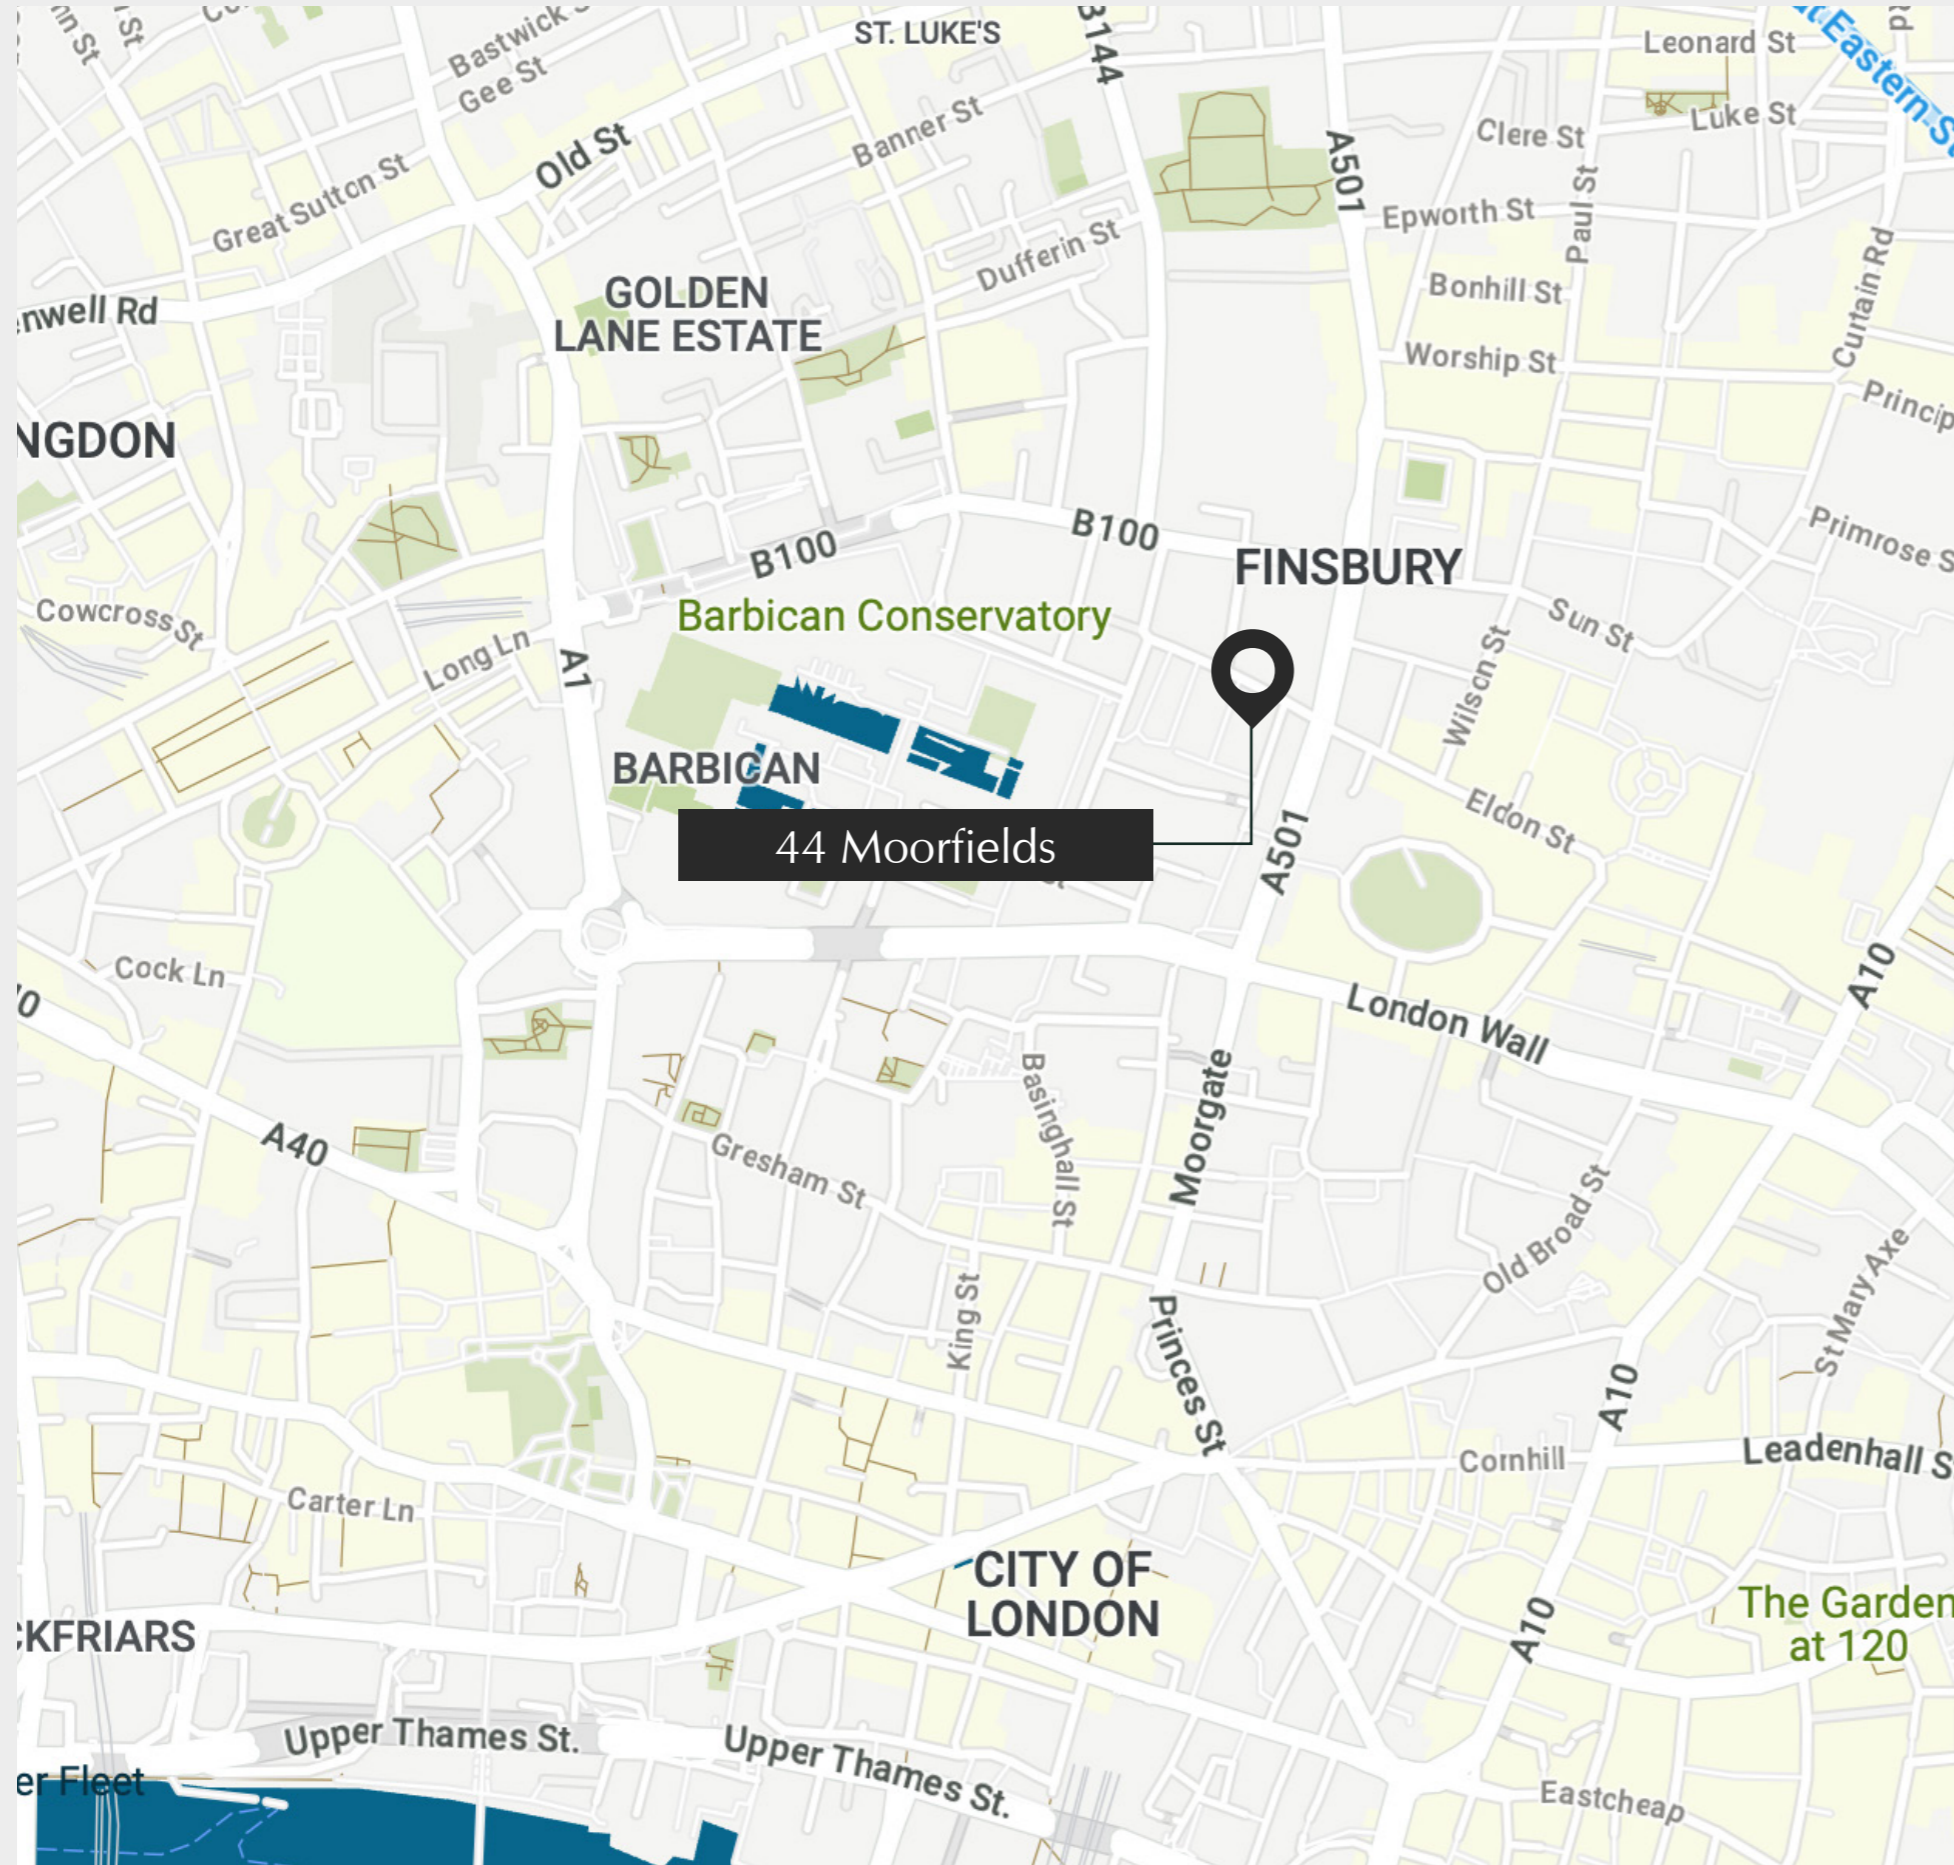 ST. LUKE'S
B144
Leonard St
Eastern S
Bastwick
Gee St
Luke St
Old St
Banner St
Clere St
A501
Great Sutton St
Epworth St
Paul St
Dufferin St
Curtain Rd
GOLDEN
LANE ESTATE
Bonhill St
nwell Rd
Worship St
Princip
NGDON
B100
B100
Primrose S
FINSBURY
Cowcross St
Barbican Conservatory
Sun St
Long Ln
A1
Wilson St
BARBICAN
Eldon St
44 Moorfields
A501
Cock Ln
A10
London Wall
Basinghall St
Moorgate
A40
Gresham St
Old Broad St
St Mary Axe
King St
Princes St
A10
Cornhill
Leadenhall S
Carter Ln
CITY OF
LONDON
The Garden
at 120
A10
CKFRIARS
Upper Thames St.
Upper Thames St.
er Fleet
Eastcheap